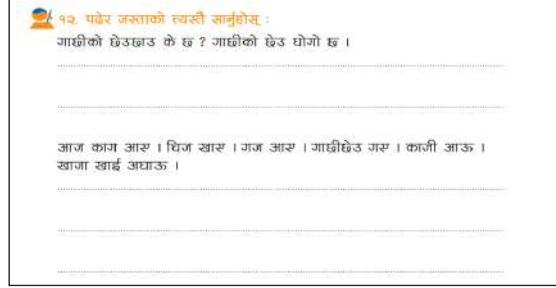 १२. पढेर जस्ताको त्यस्तै सार्नुहोस् :
गाछीको छेउछाउ के छ ? गाछीको छेउ घोगो छ ।
आज काग आए । घिज खाए । गज आए । गाछीछेउ गए । काजी आऊ ।
खाजा खाई अघाऊ ।